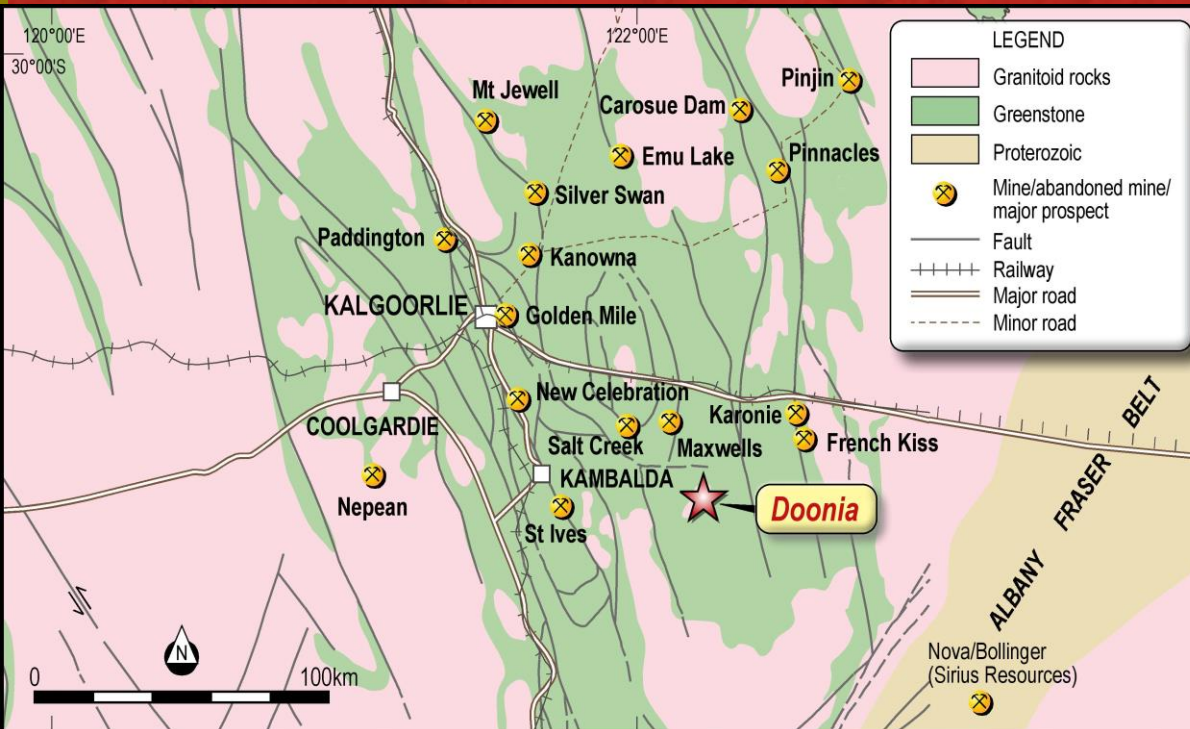 120°00'E
122°00'E
30°00'S
LEGEND
Granitoid rocks
Greenstone
Proterozoic
Mine/abandoned mine/
major prospect
Fault
Railway
Major road
Minor road
Mt Jewell
Carosue Dam
Pinjin
Emu Lake
Pinnacles
Silver Swan
Paddington
Kanowna
KALGOORLIE
Golden Mile
New Celebration
COOLGARDIE
Salt Creek
Maxwells
Karonie
French Kiss
KAMBALDA
Nepean
St Ives
Doonia
ALBANY FRASER BELT
Nova/Bollinger
(Sirius Resources)
N
0
100km